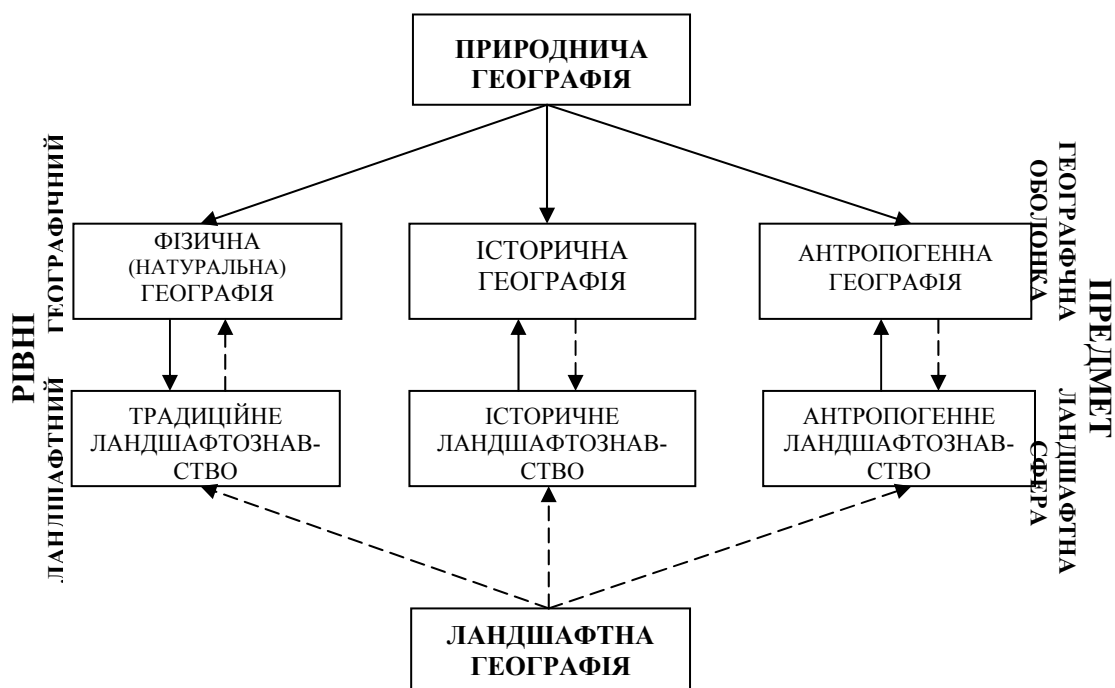 ПРИРОДНИЧА
ГЕОГРАФІЯ
РІВНІ
ГЕОГРАФІЧНИЙ
ФІЗИЧНА
(НАТУРАЛЬНА)
ГЕОГРАФІЯ
ІСТОРИЧНА
ГЕОГРАФІЯ
АНТРОПОГЕННА
ГЕОГРАФІЯ
ГЕОГРАІФЧНА
ОБОЛОНКА
ПРЕДМЕТ
ЛАНДШАФТНИЙ
ТРАДИЦІЙНЕ
ЛАНДШАФТОЗНАВ-
СТВО
ІСТОРИЧНЕ
ЛАНДШАФТОЗНАВ-
СТВО
АНТРОПОГЕННЕ
ЛАНДШАФТОЗНАВ-
СТВО
ЛАНДШАФТНА
СФЕРА
ЛАНДШАФТНА
ГЕОГРАФІЯ